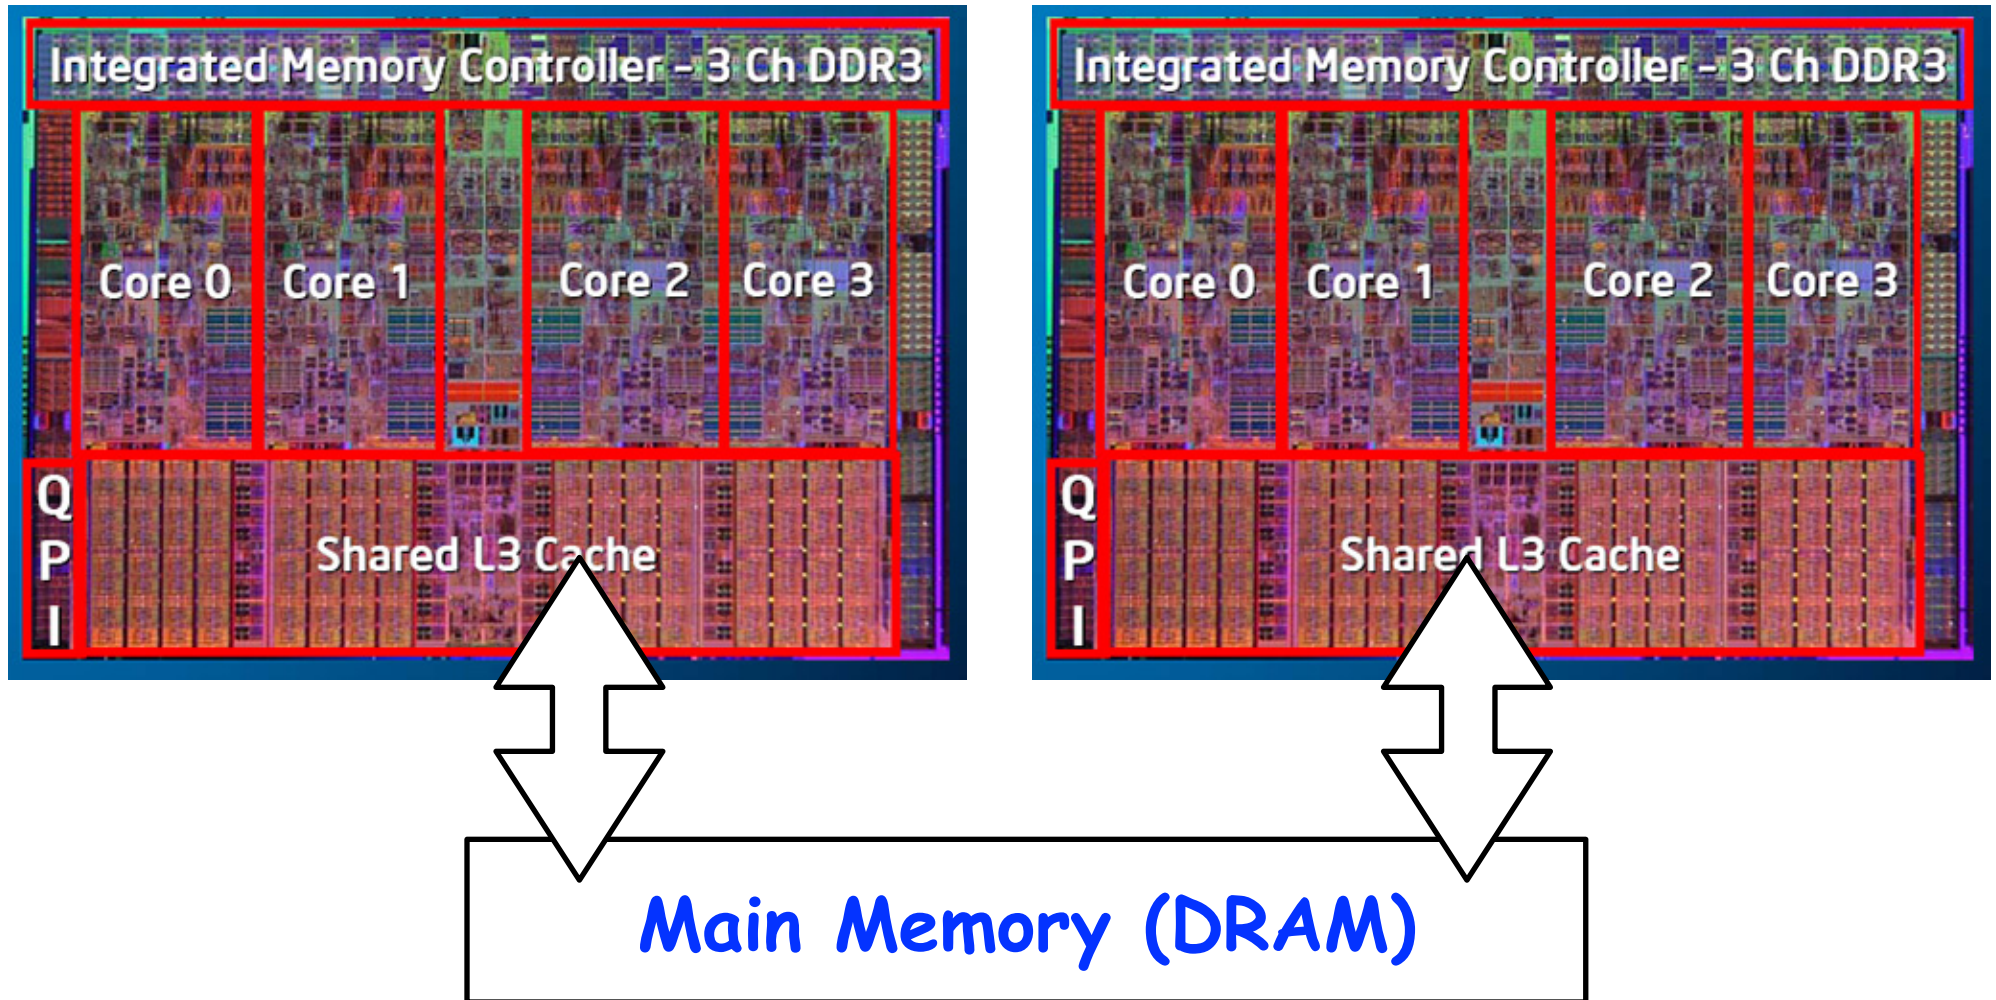 Integrated Memory Controller – 3 Ch DDR3
Core 0 Core 1 Core 2 Core 3
Q
P
I
Shared L3 Cache
Integrated Memory Controller – 3 Ch DDR3
Core 0 Core 1 Core 2 Core 3
Q
P
I
Shared L3 Cache
Main Memory (DRAM)